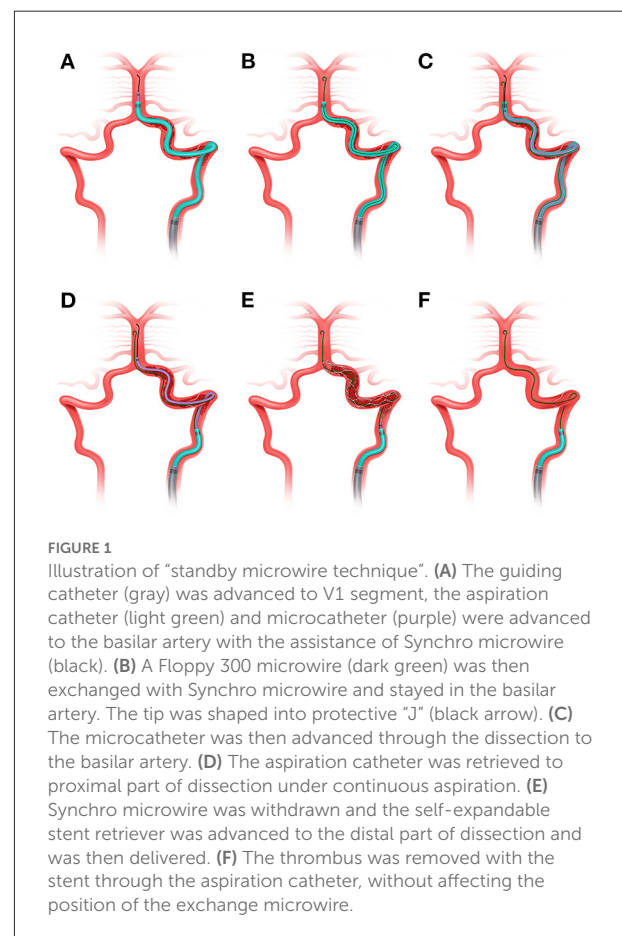 A
B
C
D
E
F
FIGURE 1
Illustration of “standby microwire technique”. (A) The guiding
catheter (gray) was advanced to V1 segment, the aspiration
catheter (light green) and microcatheter (purple) were advanced
to the basilar artery with the assistance of Synchro microwire
(black). (B) A Floppy 300 microwire (dark green) was then
exchanged with Synchro microwire and stayed in the basilar
artery. The tip was shaped into protective “J” (black arrow). (C)
The microcatheter was then advanced through the dissection to
the basilar artery. (D) The aspiration catheter was retrieved to
proximal part of dissection under continuous aspiration. (E)
Synchro microwire was withdrawn and the self-expandable
stent retriever was advanced to the distal part of dissection and
was then delivered. (F) The thrombus was removed with the
stent through the aspiration catheter, without affecting the
position of the exchange microwire.